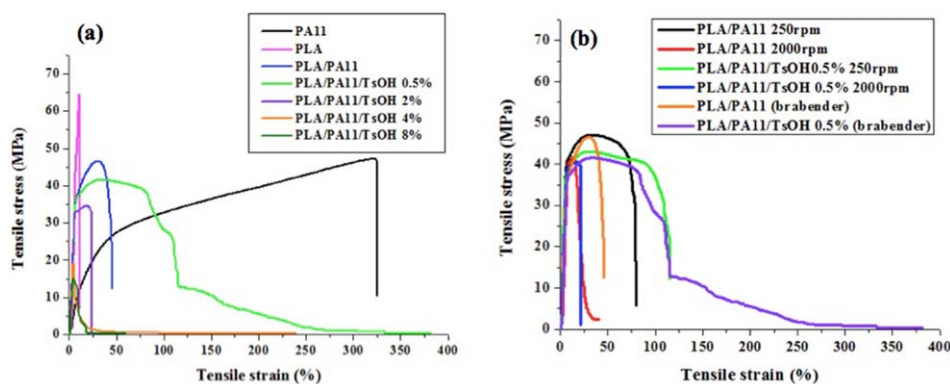 (a)
PA11
PLA
PLA/PA11
PLA/PA11/TsOH 0.5%
PLA/PA11/TsOH 2%
PLA/PA11/TsOH 4%
PLA/PA11/TsOH 8%
Tensile stress (MPa)
80
70
60
50
40
30
20
10
0
0 50 100 150 200 250 300 350 400
Tensile strain (%)
(b)
PLA/PA11 250rpm
PLA/PA11 2000rpm
PLA/PA11/TsOH0.5% 250rpm
PLA/PA11/TsOH 0.5% 2000rpm
PLA/PA11 (brabender)
PLA/PA11/TsOH 0.5% (brabender)
Tensile stress (MPa)
80
70
60
50
40
30
20
10
0
0 50 100 150 200 250 300 350 400
Tensile strain (%)